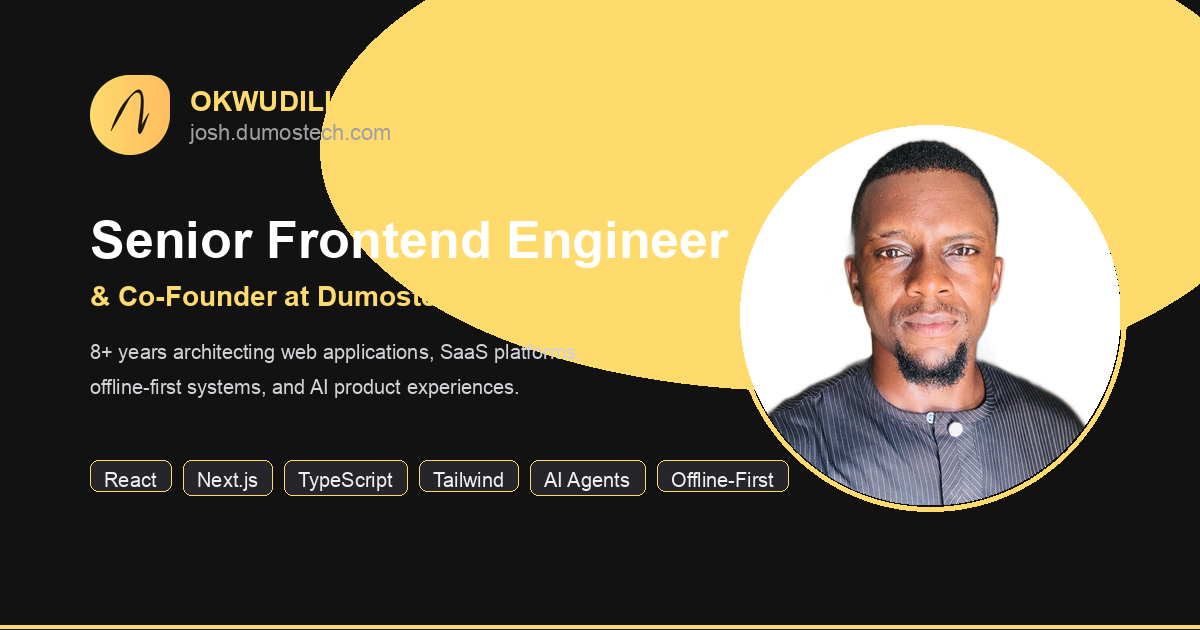 OKWUDILI
josh.dumostech.com
Senior Frontend Engineer
& Co-Founder at Dumoste
8+ years architecting web applications, SaaS platforms,
offline-first systems, and AI product experiences.
React
Next.js
TypeScript
Tailwind
AI Agents
Offline-First